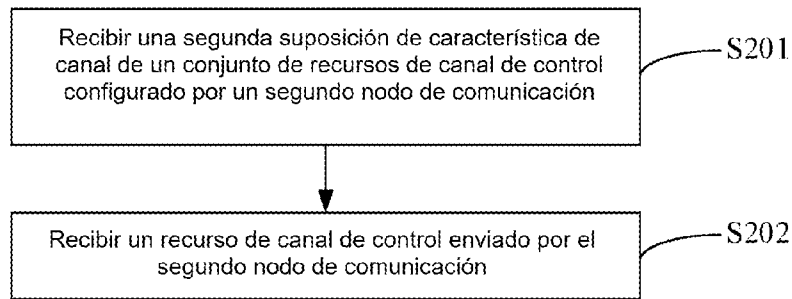 Recibir una segunda suposición de característica de
canal de un conjunto de recursos de canal de control
configurado por un segundo nodo de comunicación
S201
Recibir un recurso de canal de control enviado por el
segundo nodo de comunicación
S202